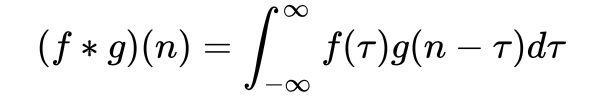 (f ∗ g)(n) = ∫_{−∞}^{∞} f(τ)g(n − τ)dτ